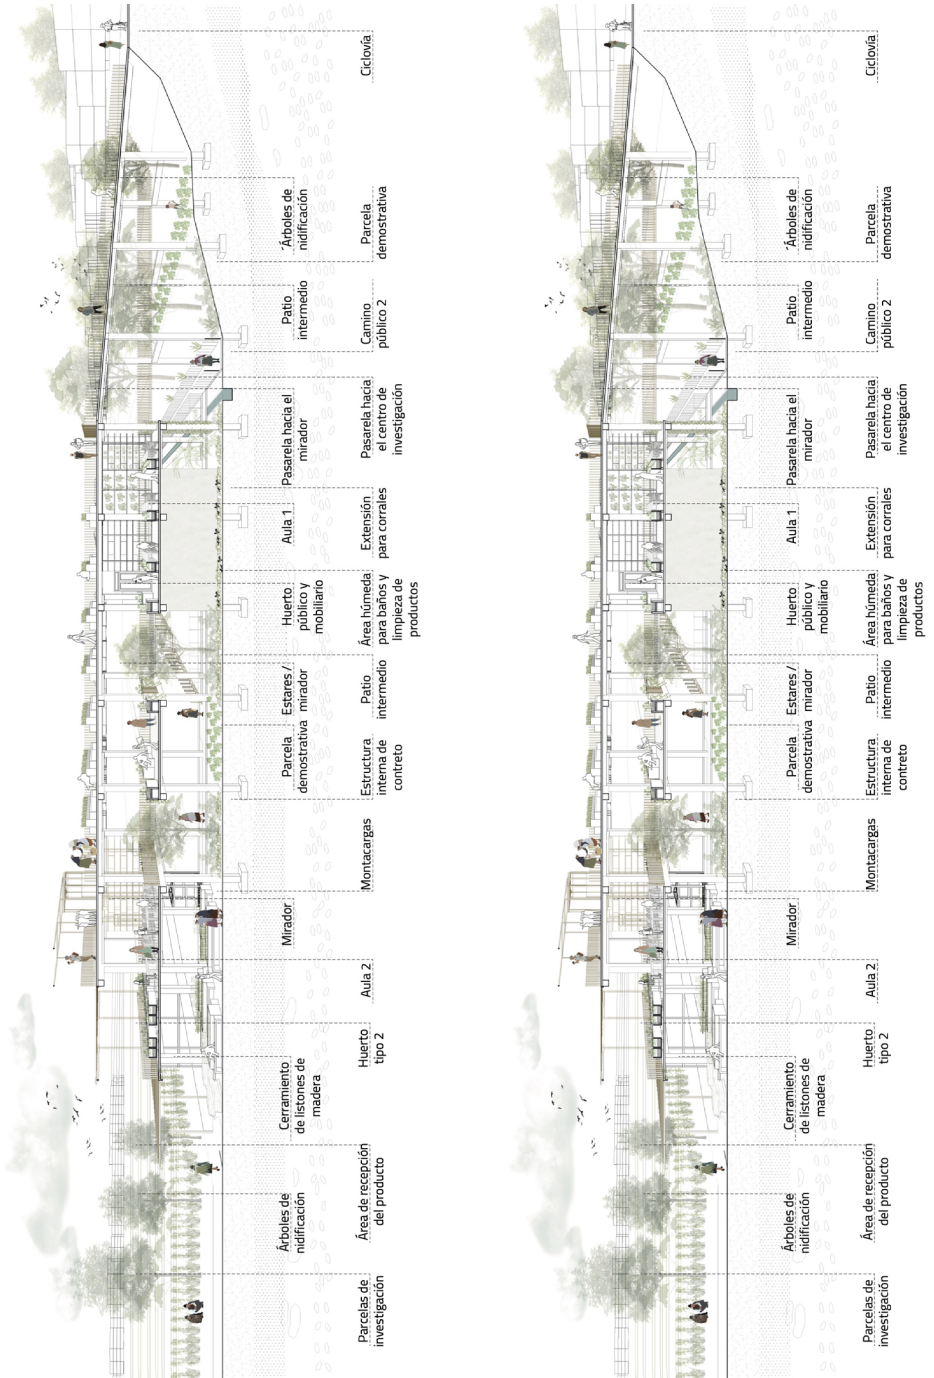 Árboles de
nidificación
Cerramiento
de listones de
madera
Mirador
Parcela
demostrativa
Estares /
mirador
Huerto
público y
mobiliario
Aula 1
Pasarela hacia el
mirador
Patio
intermedio
´Árboles de
nidificación
Parcelas de
investigación
Área de recepción
del producto
Huerto
tipo 2
Aula 2
Montacargas
Estructura
interna de
contreto
Patio
intermedio
Área húmeda
para baños y
limpieza de
productos
Extensión
para corrales
Pasarela hacia
el centro de
investigación
Camino
público 2
Parcela
demostrativa
Ciclovía
Árboles de
nidificación
Cerramiento
de listones de
madera
Mirador
Parcela
demostrativa
Estares /
mirador
Huerto
público y
mobiliario
Aula 1
Pasarela hacia el
mirador
Patio
intermedio
´Árboles de
nidificación
Parcelas de
investigación
Área de recepción
del producto
Huerto
tipo 2
Aula 2
Montacargas
Estructura
interna de
contreto
Patio
intermedio
Área húmeda
para baños y
limpieza de
productos
Extensión
para corrales
Pasarela hacia
el centro de
investigación
Camino
público 2
Parcela
demostrativa
Ciclovía